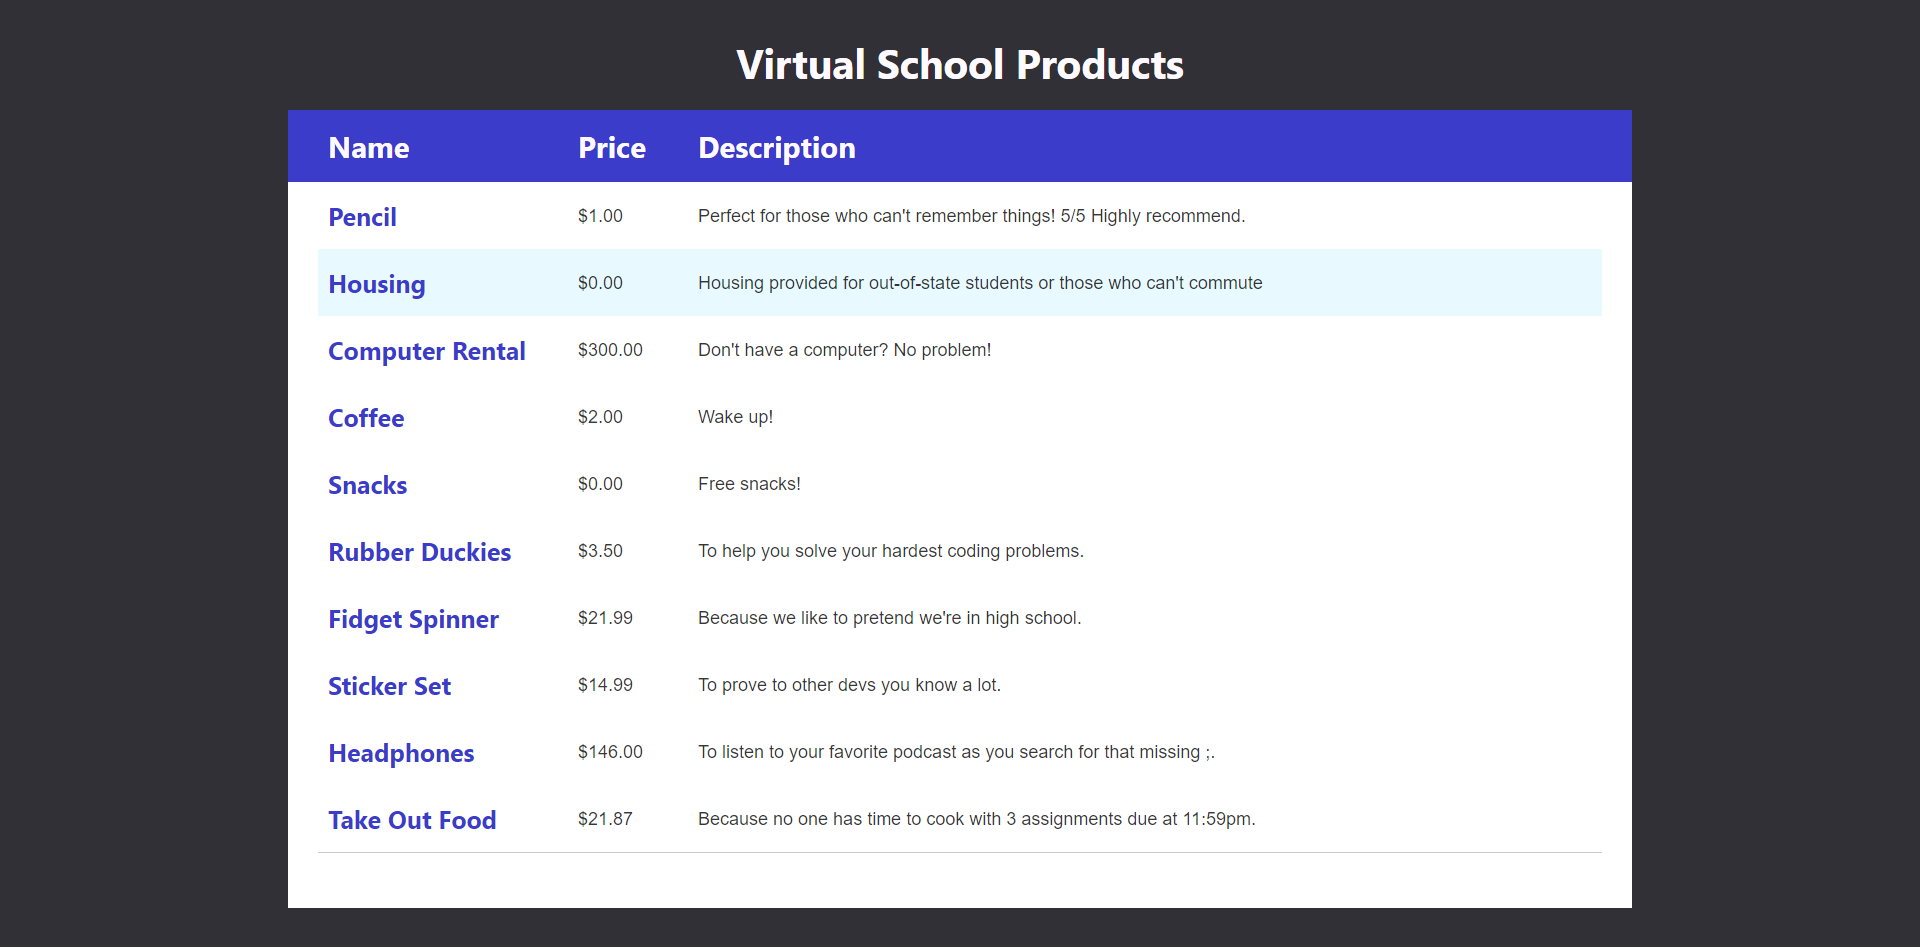 Virtual School Products
Name Price Description
Pencil $1.00 Perfect for those who can't remember things! 5/5 Highly recommend.
Housing $0.00 Housing provided for out-of-state students or those who can't commute
Computer Rental $300.00 Don't have a computer? No problem!
Coffee $2.00 Wake up!
Snacks $0.00 Free snacks!
Rubber Duckies $3.50 To help you solve your hardest coding problems.
Fidget Spinner $21.99 Because we like to pretend we're in high school.
Sticker Set $14.99 To prove to other devs you know a lot.
Headphones $146.00 To listen to your favorite podcast as you search for that missing ;.
Take Out Food $21.87 Because no one has time to cook with 3 assignments due at 11:59pm.